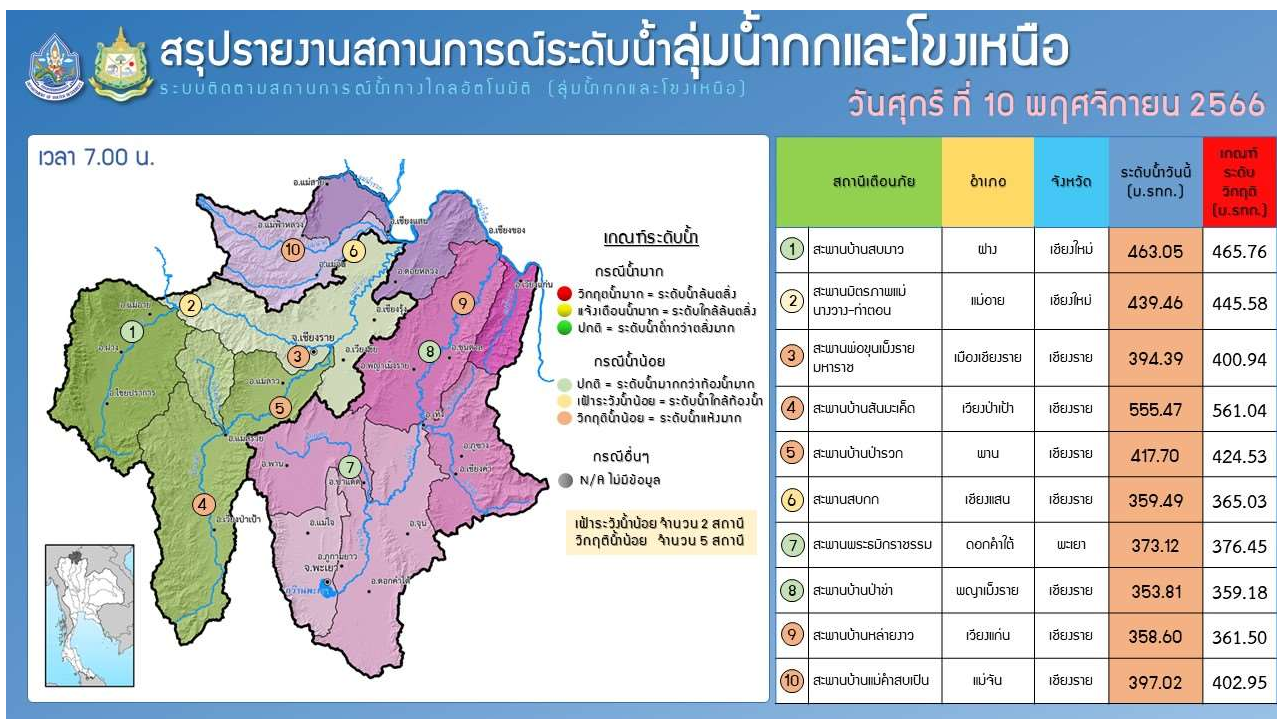 สรุปรายงานสถานการณ์ระดับน้ำลุ่มน้ำกกและโขงเหนือ
ระบบติดตามสถานการณ์น้ำทางไกลอัตโนมัติ (ลุ่มน้ำกกและโขงเหนือ)
วันศุกร์ ที่ 10 พฤศจิกายน 2566
เวลา 7.00 น.
อ.แม่สาย
อ.แม่ฟ้าหลวง
อ.เชียงแสน
อ.เชียงของ
10
6
อ.ดอยหลวง
อ.เวียงแก่น
อ.แม่อาย
2
9
1
อ.เชียงรุ้ง
อ.ฝาง
จ.เชียงราย
3
8
อ.ขุนตาล
อ.พญาเม็งราย
อ.แม่ลาว
อ.ไชยปราการ
5
อ.เทิง
อ.แม่สรวย
อ.ภูซาง
อ.พาน
7
อ.เชียงคำ
อ.ป่าแดด
4
อ.เวียงป่าเป้า
อ.แม่ใจ
อ.จุน
อ.ภูกามยาว
จ.พะเยา
อ.ดอกคำใต้
กว๊านพะเยา
เกณฑ์ระดับน้ำ
กรณีน้ำมาก
วิกฤตน้ำมาก = ระดับน้ำล้นตลิ่ง
แจ้งเตือนน้ำมาก = ระดับใกล้ล้นตลิ่ง
ปกติ = ระดับน้ำต่ำกว่าตลิ่งมาก
กรณีน้ำน้อย
ปกติ = ระดับน้ำมากกว่าท้องน้ำมาก
เฝ้าระวังน้ำน้อย = ระดับน้ำใกล้ท้องน้ำ
วิกฤติน้ำน้อย = ระดับน้ำแห้งมาก
กรณีอื่นๆ
N/A ไม่มีข้อมูล
เฝ้าระวังน้ำน้อย จำนวน 2 สถานี
วิกฤติน้ำน้อย จำนวน 5 สถานี
สถานีเตือนภัย อำเภอ จังหวัด ระดับน้ำวันนี้ (ม.รทก.) เกณฑ์ระดับวิกฤติ (ม.รทก.)
1 สะพานบ้านสบมาว ฝาง เชียงใหม่ 463.05 465.76
2 สะพานมิตรภาพแม่นางวาง-ท่าตอน แม่อาย เชียงใหม่ 439.46 445.58
3 สะพานพ่อขุนเม็งรายมหาราช เมืองเชียงราย เชียงราย 394.39 400.94
4 สะพานบ้านสันมะเค็ด เวียงป่าเป้า เชียงราย 555.47 561.04
5 สะพานบ้านป่ารวก พาน เชียงราย 417.70 424.53
6 สะพานสบกก เชียงแสน เชียงราย 359.49 365.03
7 สะพานพระธมิกราชธรรม ดอกคำใต้ พะเยา 373.12 376.45
8 สะพานบ้านป่าข่า พญาเม็งราย เชียงราย 353.81 359.18
9 สะพานบ้านหล่ายงาว เวียงแก่น เชียงราย 358.60 361.50
10 สะพานบ้านแม่คำสบเปิน แม่จัน เชียงราย 397.02 402.95